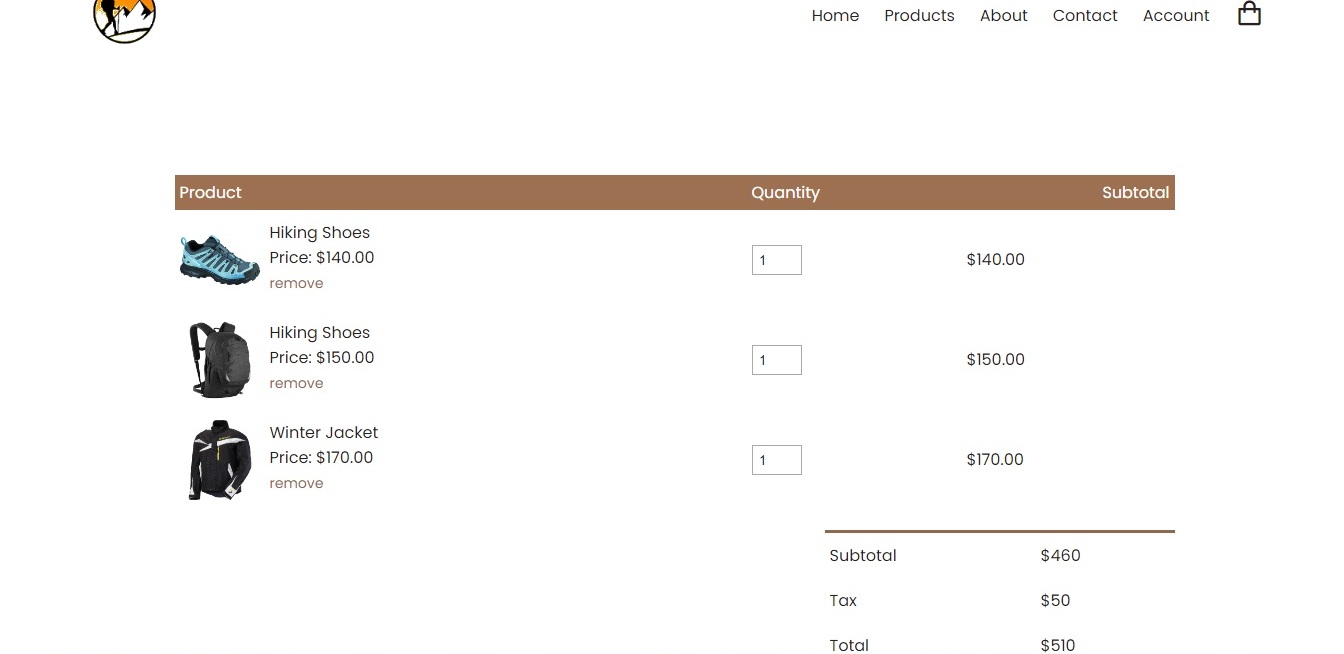 Home Products About Contact Account
Product Quantity Subtotal
Hiking Shoes
Price: $140.00
remove
1
$140.00
Hiking Shoes
Price: $150.00
remove
1
$150.00
Winter Jacket
Price: $170.00
remove
1
$170.00
Subtotal $460
Tax $50
Total $510